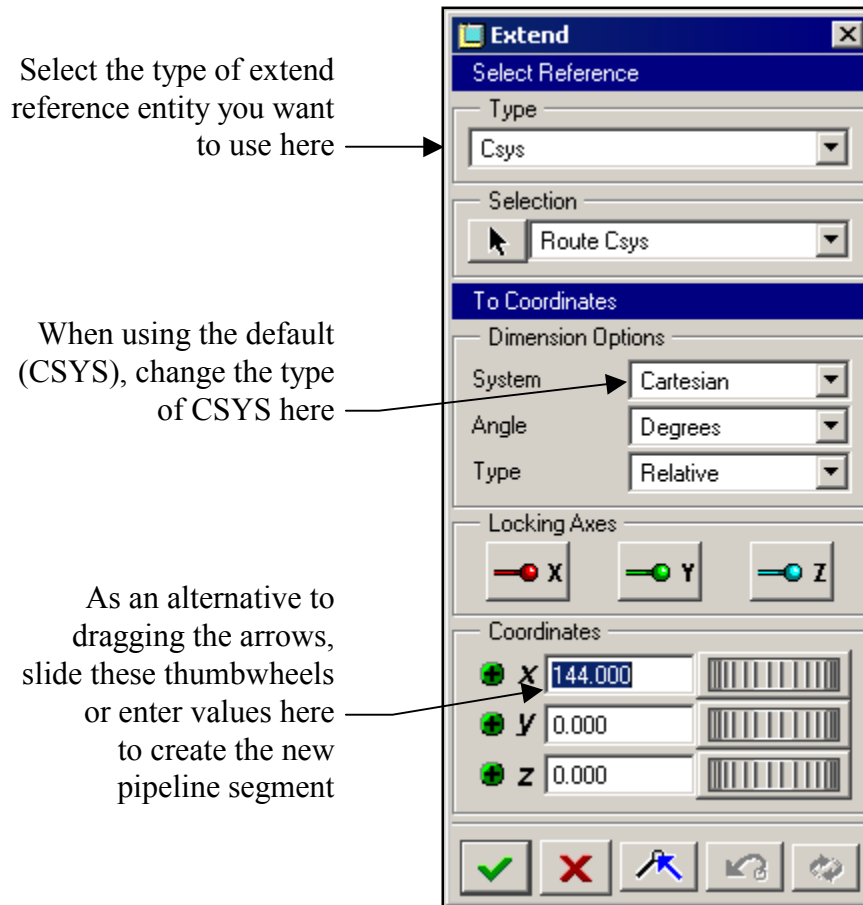 Extend
Select Reference
Select the type of extend
reference entity you want
to use here
Type
Csys
Selection
Route Csys
To Coordinates
When using the default
(CSYS), change the type
of CSYS here
Dimension Options
System Cartesian
Angle Degrees
Type Relative
Locking Axes
X Y Z
As an alternative to
dragging the arrows,
slide these thumbwheels
or enter values here
to create the new
pipeline segment
Coordinates
x 144.000
y 0.000
z 0.000